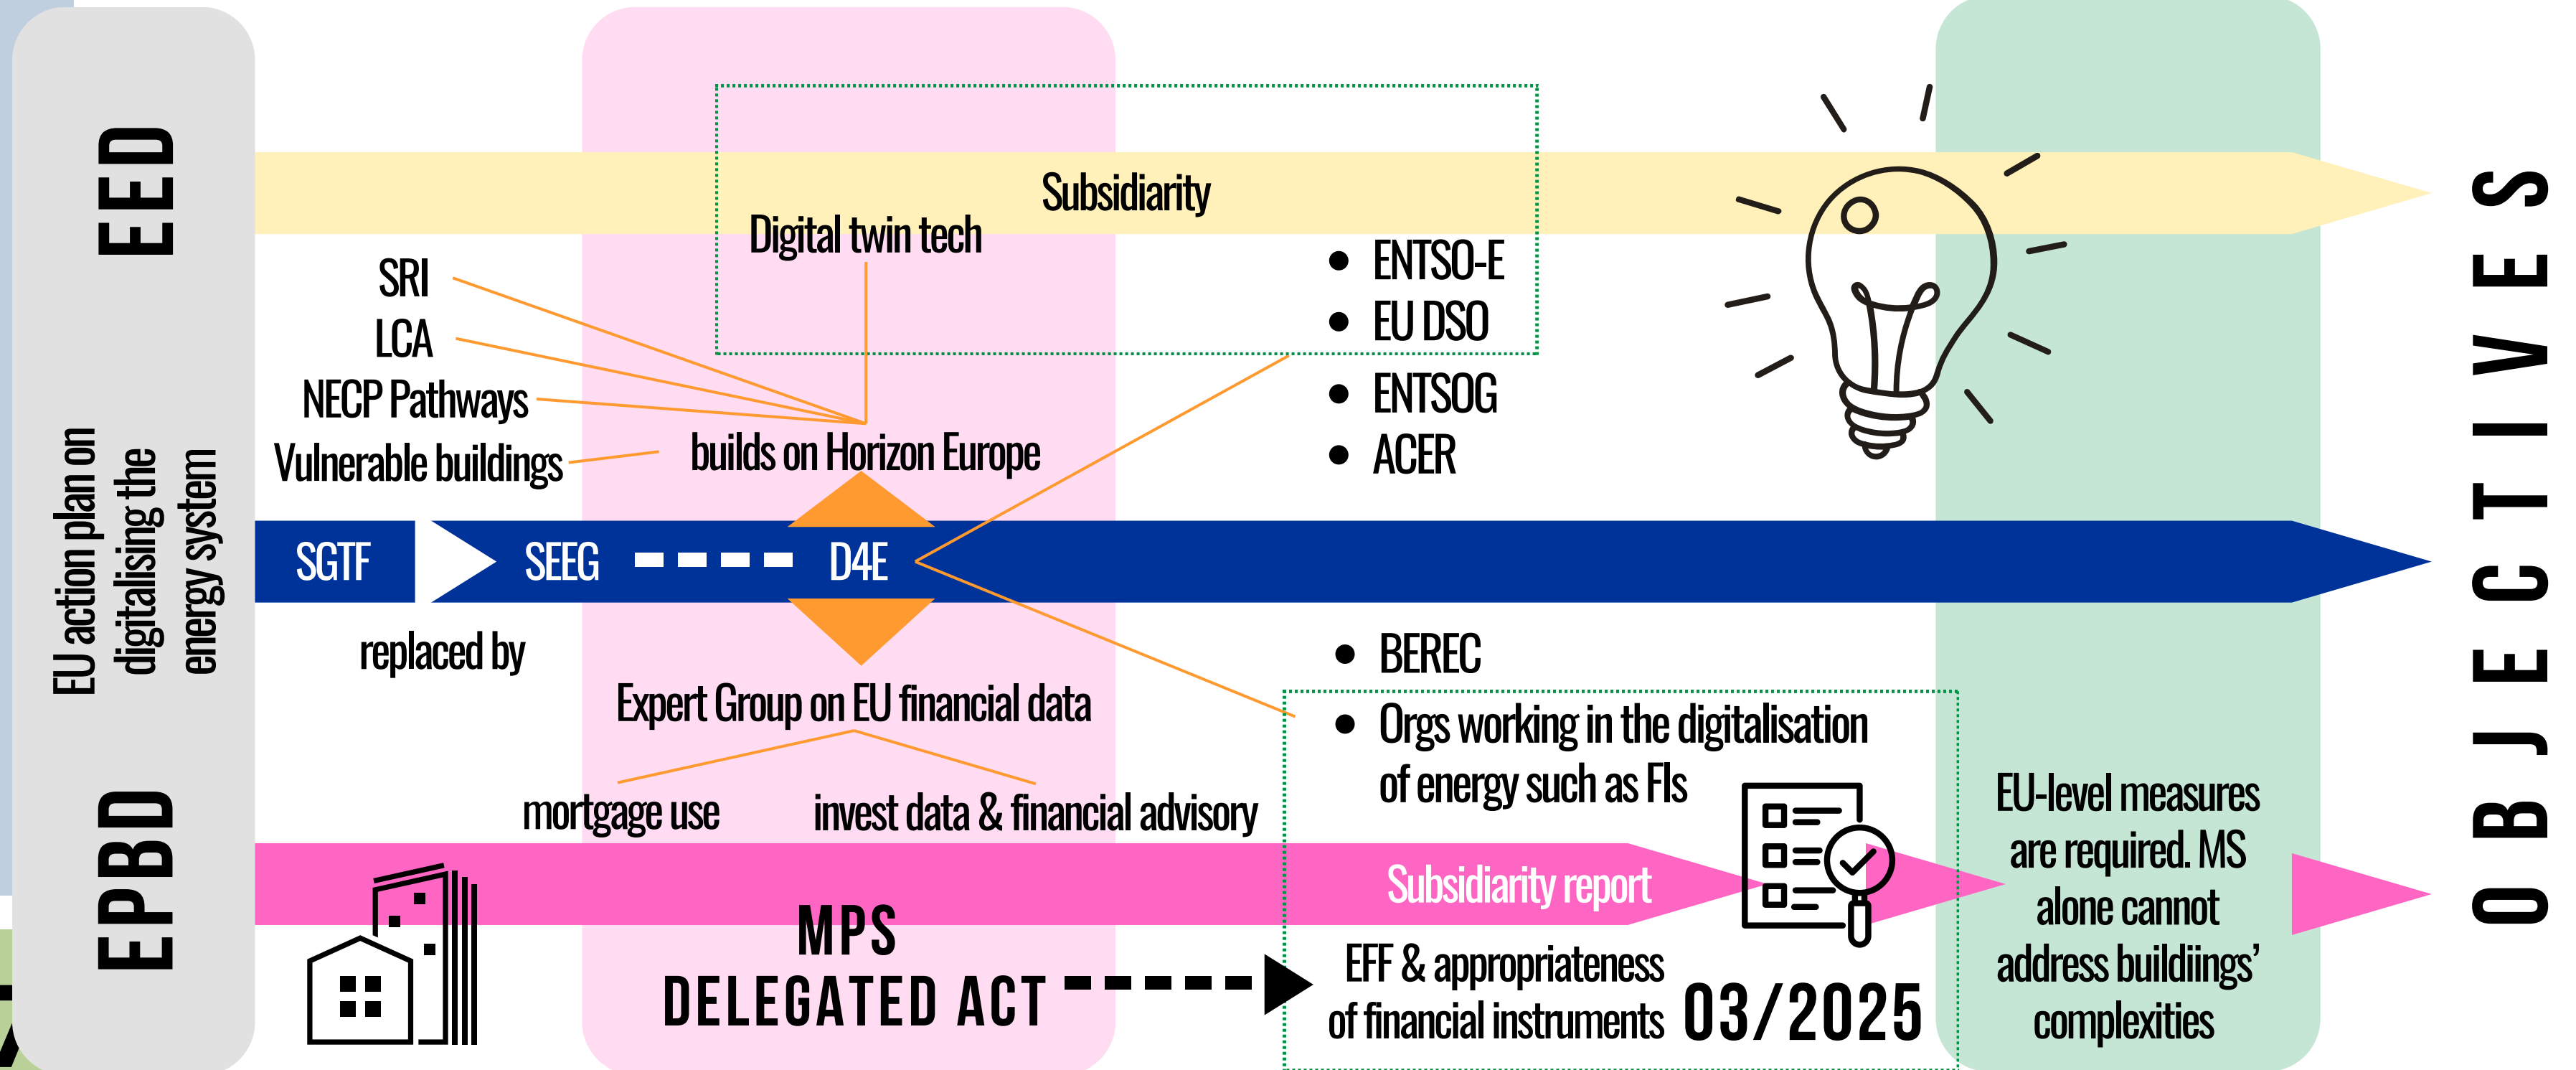 EED
EU action plan on
digitalising the
energy system
EPBD
Subsidiarity
Digital twin tech
SRI
LCA
NECP Pathways
Vulnerable buildings
builds on Horizon Europe
ENTSO-E
EU DSO
ENTSOG
ACER
SGTF
SEEG
D4E
replaced by
Expert Group on EU financial data
mortgage use
invest data & financial advisory
BEREC
Orgs working in the digitalisation
of energy such as FIs
Subsidiarity report
MPS
DELEGATED ACT
EFF & appropriateness
of financial instruments
03/2025
EU-level measures
are required. MS
alone cannot
address buildiings’
complexities
OBJECTIVES